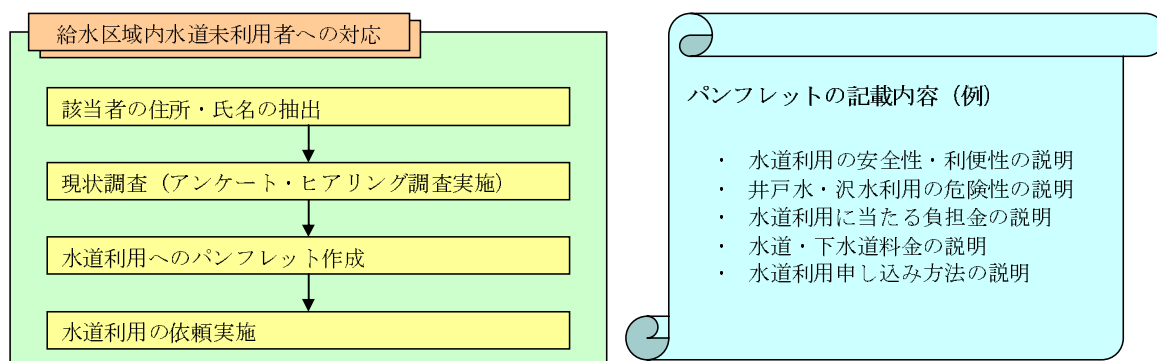 給水区域内水道未利用者への対応
該当者の住所・氏名の抽出
現状調査（アンケート・ヒアリング調査実施）
水道利用へのパンフレット作成
水道利用の依頼実施
パンフレットの記載内容（例）
・ 水道利用の安全性・利便性の説明
・ 井戸水・沢水利用の危険性の説明
・ 水道利用に当たる負担金の説明
・ 水道・下水道料金の説明
・ 水道利用申し込み方法の説明